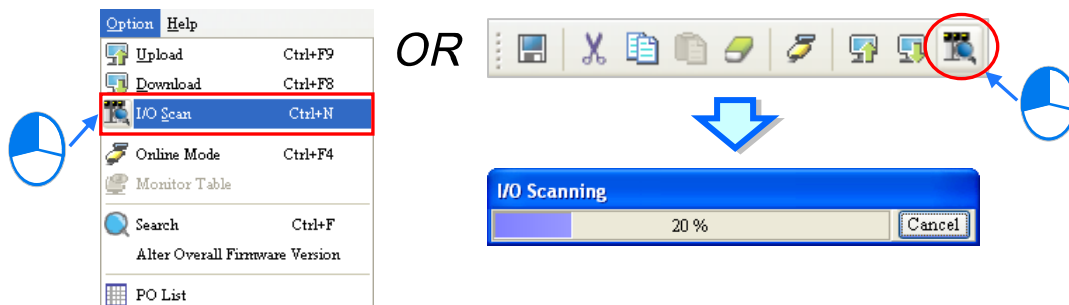 Option Help
Upload Ctrl+F9
Download Ctrl+F8
I/O Scan Ctrl+N
Online Mode Ctrl+F4
Monitor Table
Search Ctrl+F
Alter Overall Firmware Version
PO List
OR
I/O Scanning
20 %
Cancel